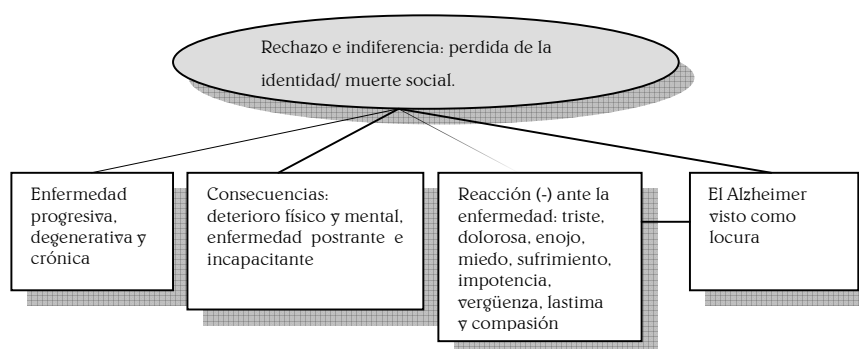 Rechazo e indiferencia: perdida de la
identidad/ muerte social.
Enfermedad
progresiva,
degenerativa y
crónica
Consecuencias:
deterioro físico y mental,
enfermedad postrante e
incapacitante
Reacción (-) ante la
enfermedad: triste,
dolorosa, enojo,
miedo, sufrimiento,
impotencia,
vergüenza, lastima
y compasión
El Alzheimer
visto como
locura